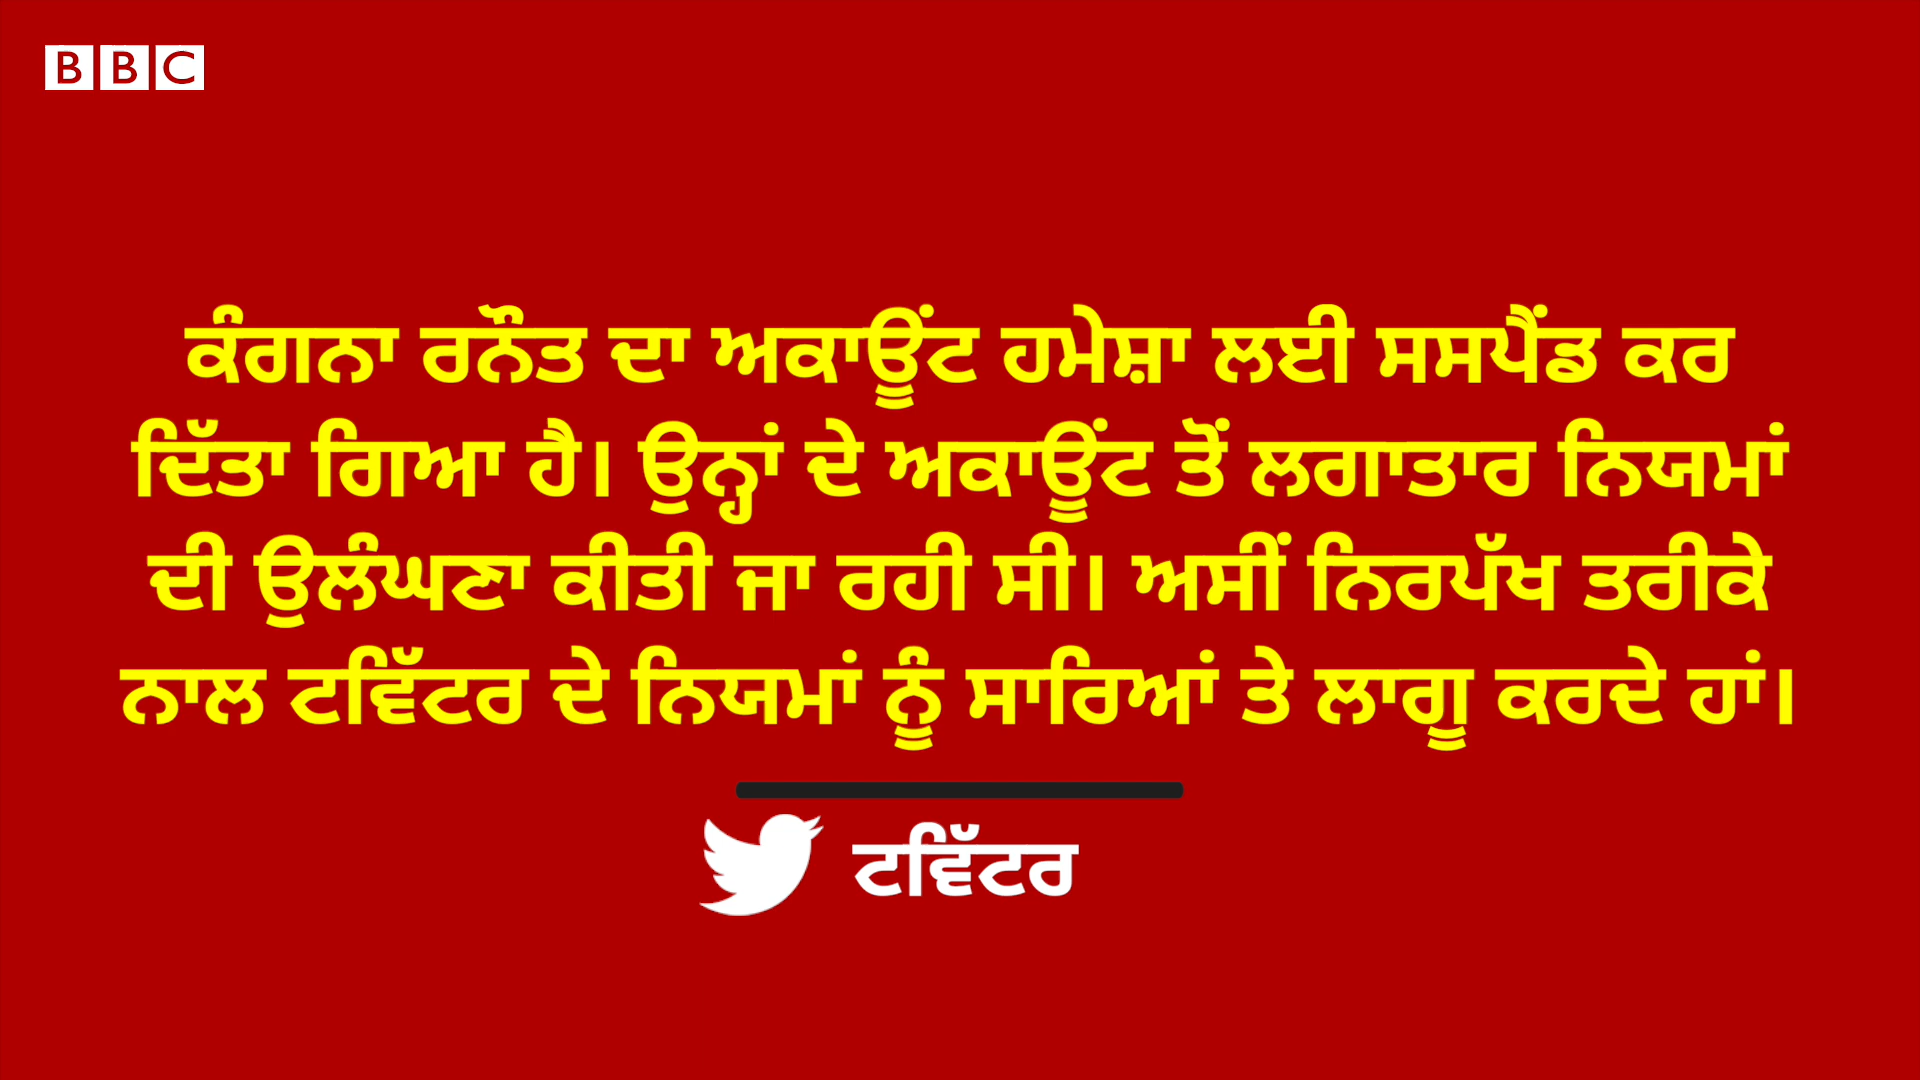 BBC
ਕੰਗਨਾ ਰਨੌਤ ਦਾ ਅਕਾਊਂਟ ਹਮੇਸ਼ਾ ਲਈ ਸਸਪੈਂਡ ਕਰ
ਦਿੱਤਾ ਗਿਆ ਹੈ। ਉਨ੍ਹਾਂ ਦੇ ਅਕਾਊਂਟ ਤੋਂ ਲਗਾਤਾਰ ਨਿਯਮਾਂ
ਦੀ ਉਲੰਘਣਾ ਕੀਤੀ ਜਾ ਰਹੀ ਸੀ। ਅਸੀਂ ਨਿਰਪੱਖ ਤਰੀਕੇ
ਨਾਲ ਟਵਿੱਟਰ ਦੇ ਨਿਯਮਾਂ ਨੂੰ ਸਾਰਿਆਂ ਤੇ ਲਾਗੂ ਕਰਦੇ ਹਾਂ।
ਟਵਿੱਟਰ